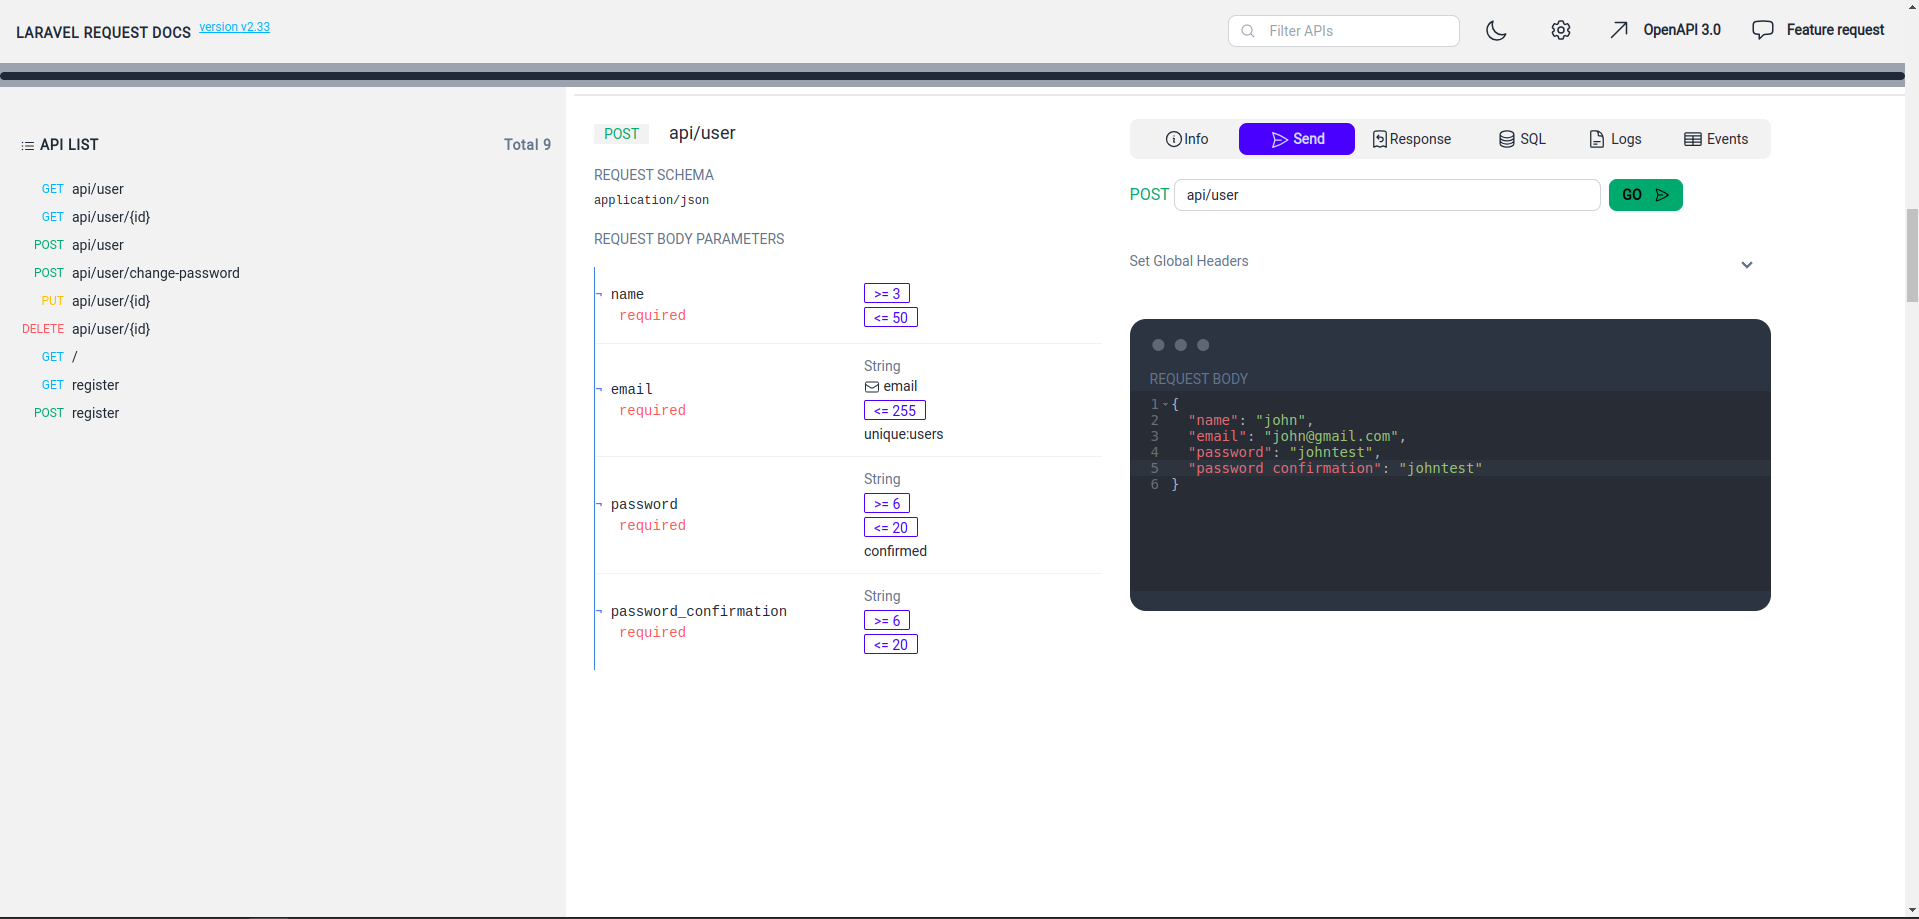 LARAVEL REQUEST DOCS version v2.33
Filter APIs
OpenAPI 3.0
Feature request
API LIST
Total 9
GET api/user
GET api/user/{id}
POST api/user
POST api/user/change-password
PUT api/user/{id}
DELETE api/user/{id}
GET /
GET register
POST register
POST api/user
REQUEST SCHEMA
application/json
REQUEST BODY PARAMETERS
name
required
>= 3
<= 50
email
required
String
email
<= 255
unique:users
password
required
String
>= 6
<= 20
confirmed
password_confirmation
required
String
>= 6
<= 20
Info
Send
Response
SQL
Logs
Events
POST api/user GO
Set Global Headers
REQUEST BODY
1 {
2 "name": "john",
3 "email": "john@gmail.com",
4 "password": "johntest",
5 "password confirmation": "johntest"
6 }